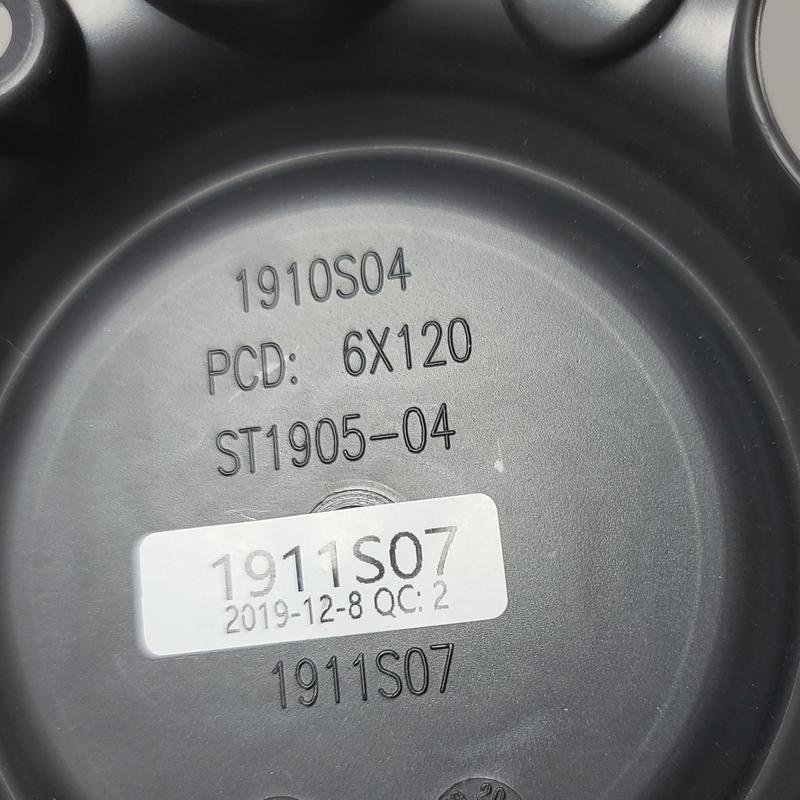 1910S04
PCD: 6X120
ST1905-04
1911S07
2019-12-8 QC: 2
1911S07